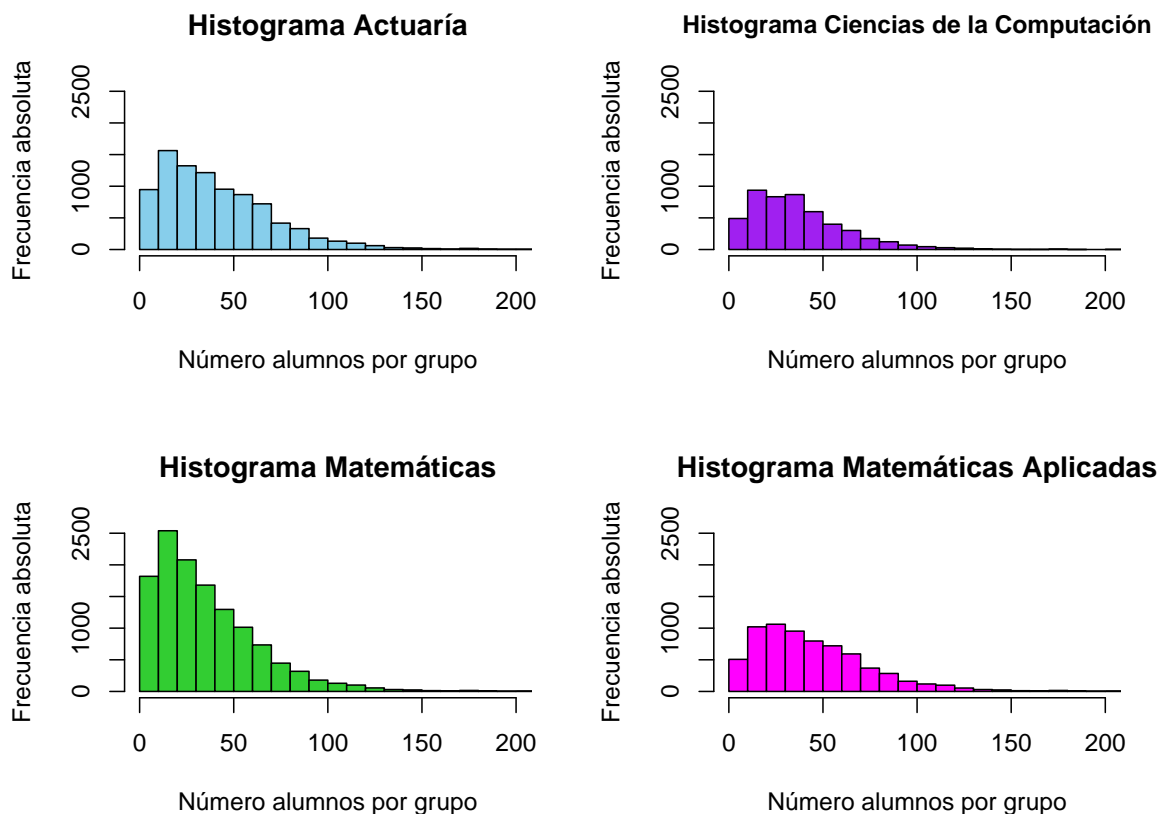 Histograma Actuaría
Frecuencia absoluta
0 1000 2500
0 50 100 150 200
Número alumnos por grupo
Histograma Ciencias de la Computación
Frecuencia absoluta
0 1000 2500
0 50 100 150 200
Número alumnos por grupo
Histograma Matemáticas
Frecuencia absoluta
0 1000 2500
0 50 100 150 200
Número alumnos por grupo
Histograma Matemáticas Aplicadas
Frecuencia absoluta
0 1000 2500
0 50 100 150 200
Número alumnos por grupo